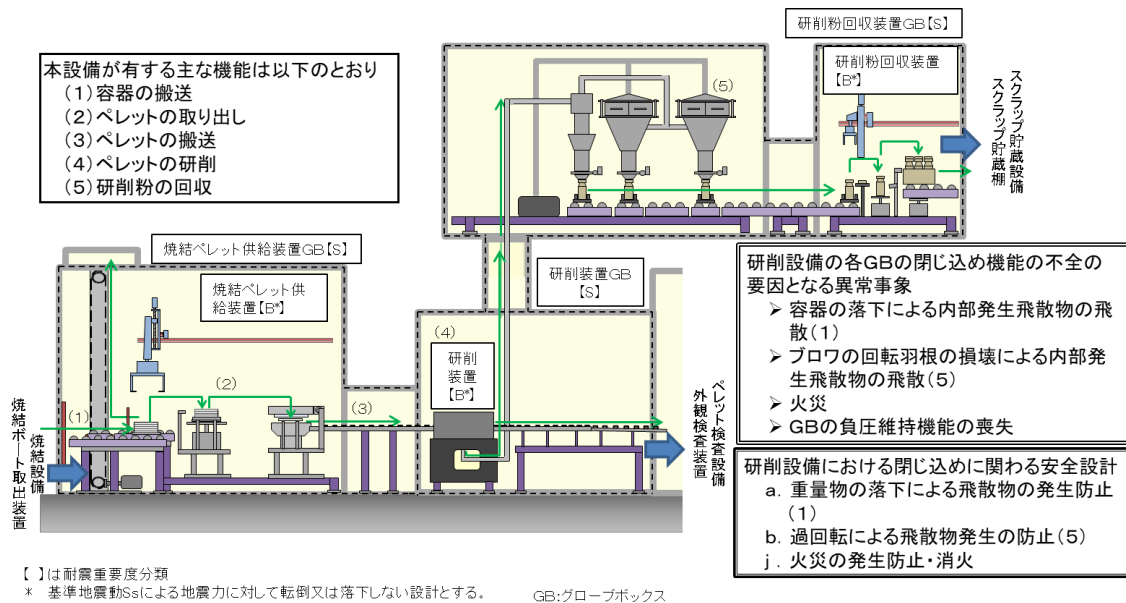 本設備が有する主な機能は以下のとおり
(1)容器の搬送
(2)ペレットの取り出し
(3)ペレットの搬送
(4)ペレットの研削
(5)研削粉の回収
研削粉回収装置GB【S】
研削粉回収装置
【B*】
(5)
スクラップ貯蔵設備
スクラップ貯蔵棚
焼結ペレット供給装置GB【S】
焼結ペレット供
給装置【B*】
研削装置GB
【S】
(4)
研削
装置
【B*】
(1)
(2)
(3)
焼結設備
焼結ボート取出装置
ペレット検査設備
外観検査装置
研削設備の各GBの閉じ込め機能の不全の
要因となる異常事象
➢ 容器の落下による内部発生飛散物の飛
散(1)
➢ ブロワの回転羽根の損壊による内部発
生飛散物の飛散(5)
➢ 火災
➢ GBの負圧維持機能の喪失
研削設備における閉じ込めに関わる安全設計
a. 重量物の落下による飛散物の発生防止
(1)
b. 過回転による飛散物発生の防止(5)
j. 火災の発生防止・消火
【 】は耐震重要度分類
* 基準地震動Ssによる地震力に対して転倒又は落下しない設計とする。
GB:グローブボックス